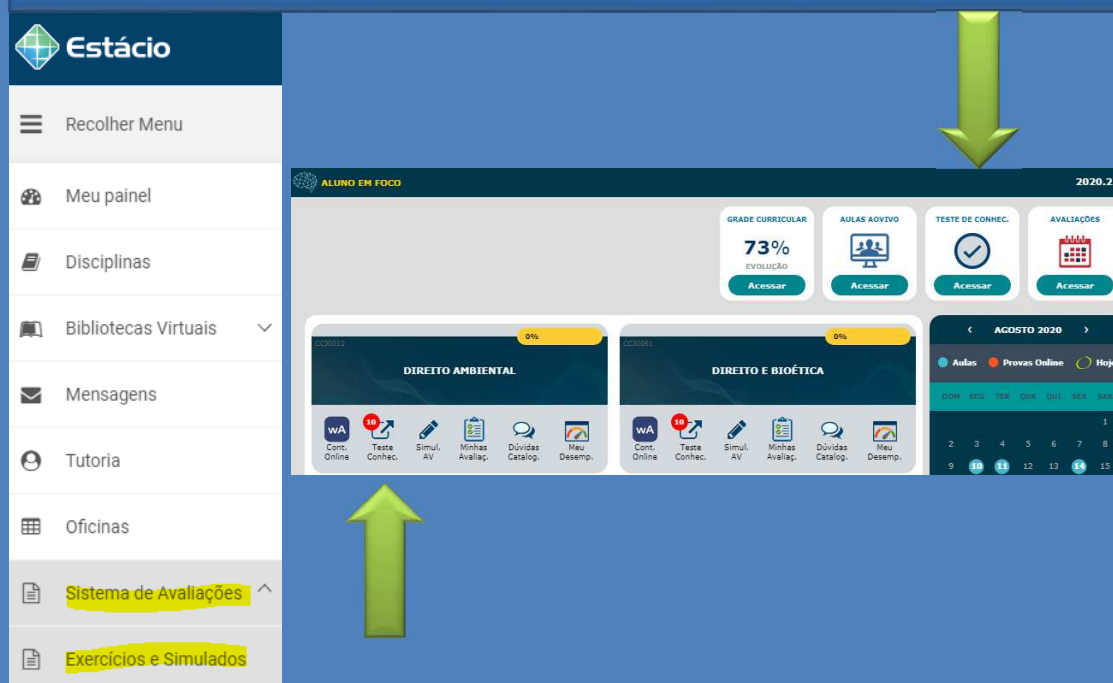 Estácio
Recolher Menu
Meu painel
Disciplinas
Bibliotecas Virtuais
Mensagens
Tutoria
Oficinas
Sistema de Avaliações
Exercícios e Simulados
ALUNO EM FOCO
2020.2
GRADE CURRICULAR
73%
EVOLUÇÃO
Acessar
AULAS AOVIVO
Acessar
TESTE DE CONHEC.
Acessar
AVALIAÇÕES
Acessar
0%
DIREITO AMBIENTAL
WA
Cont.
Online
10
Teste
Conhec.
Simul.
AV
Minhas
Avaliaç.
Dúvidas
Catalog.
Meu
Desemp.
0%
DIREITO E BIOÉTICA
WA
Cont.
Online
10
Teste
Conhec.
Simul.
AV
Minhas
Avaliaç.
Dúvidas
Catalog.
Meu
Desemp.
AGOSTO 2020
Aulas Provas Online Hoje
DOM SEG TER QUA QUI SEX SAB
1
2 3 4 5 6 7 8
9 10 11 12 13 14 15